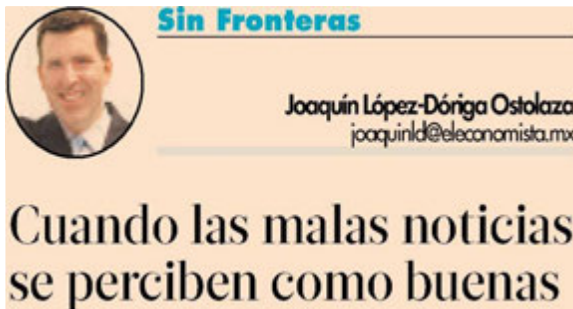 Sin Fronteras
Joaquín López-Dóriga Ostolaza
joaquinld@eleconomista.mx
Cuando las malas noticias
se perciben como buenas